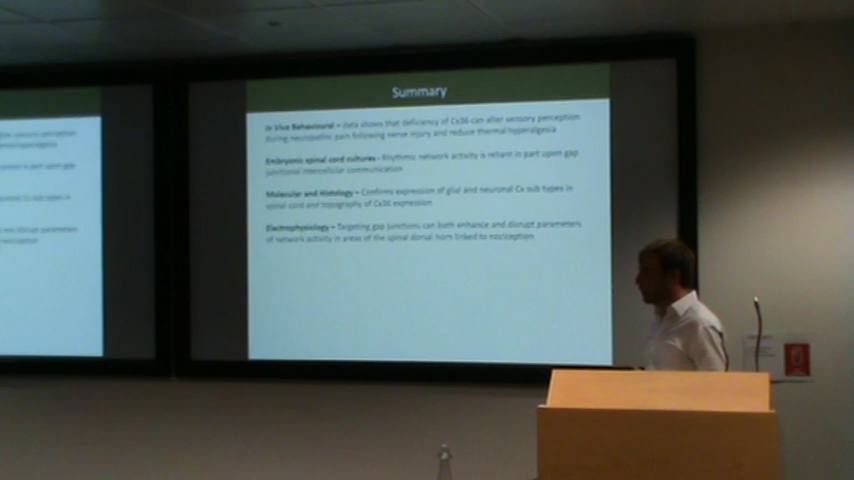 Summary
In Vivo Behavioural – data shows that deficiency of Cx36 can alter sensory perception
during neuropathic pain following nerve injury and reduce thermal hyperalgesia
Embryonic spinal cord cultures - Rhythmic network activity is reliant in part upon gap
junctional intercellular communication
Molecular and Histology – Confirms expression of glial and neuronal Cx sub types in
spinal cord and topography of Cx36 expression
Electrophysiology – Targeting gap junctions can both enhance and disrupt parameters
of network activity in areas of the spinal dorsal horn linked to nociception